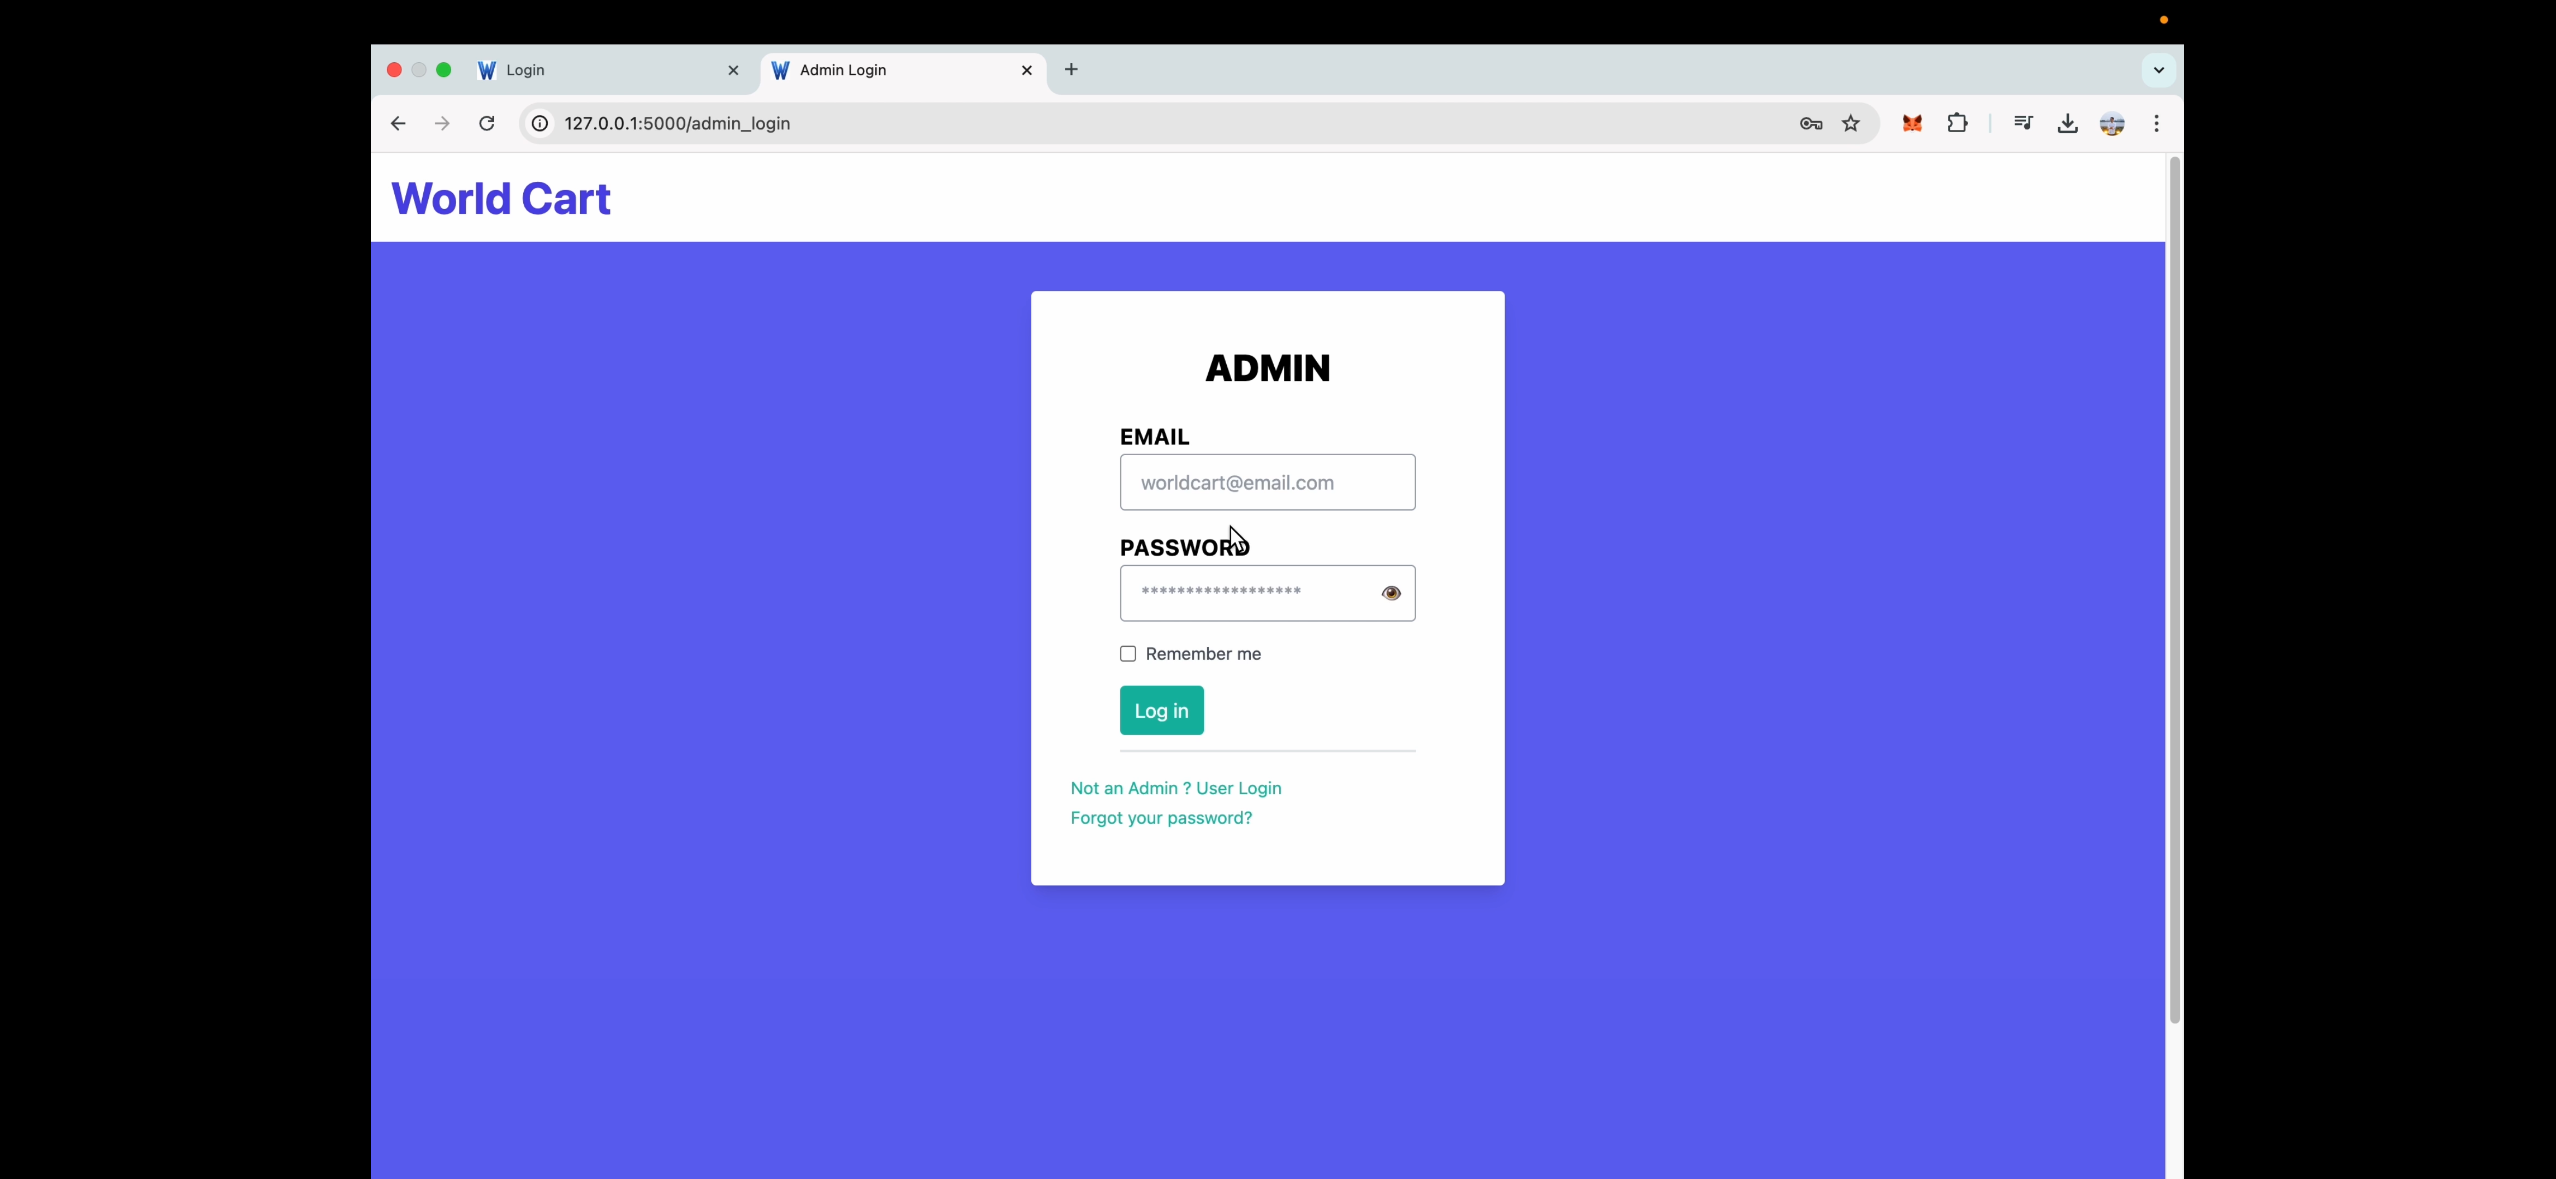 Login
Admin Login
127.0.0.1:5000/admin_login
World Cart
ADMIN
EMAIL
worldcart@email.com
PASSWORD
******************
Remember me
Log in
Not an Admin ? User Login
Forgot your password?